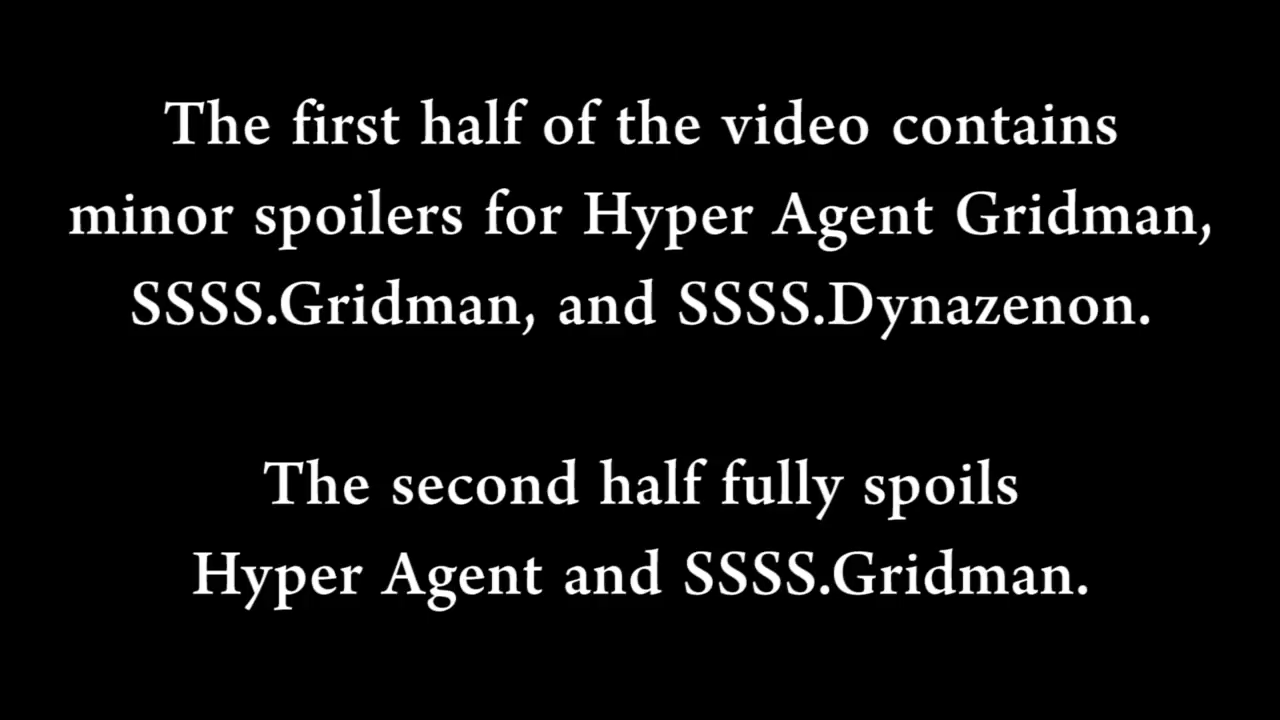 The first half of the video contains
minor spoilers for Hyper Agent Gridman,
SSSS.Gridman, and SSSS.Dynazenon.
The second half fully spoils
Hyper Agent and SSSS.Gridman.